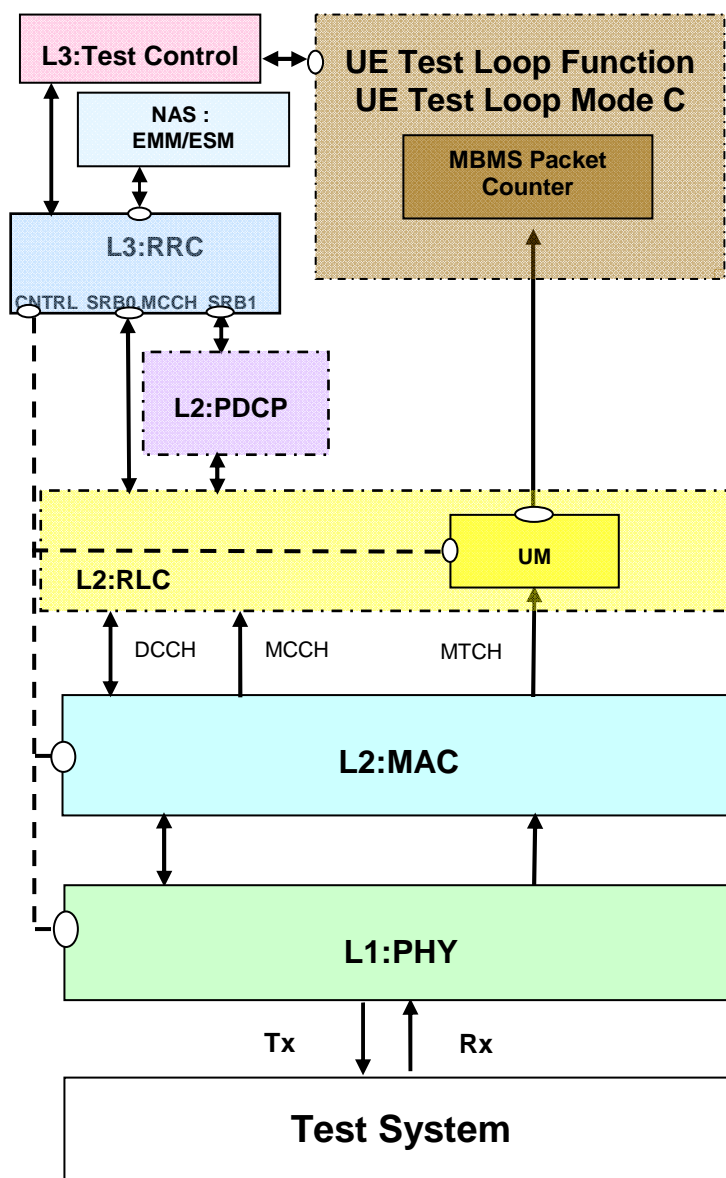 L3:Test Control
UE Test Loop Function
UE Test Loop Mode C
NAS :
EMM/ESM
MBMS Packet
Counter
L3:RRC
CNTRL SRB0 MCCH SRB1
L2:PDCP
UM
L2:RLC
DCCH MCCH MTCH
L2:MAC
L1:PHY
Tx Rx
Test System